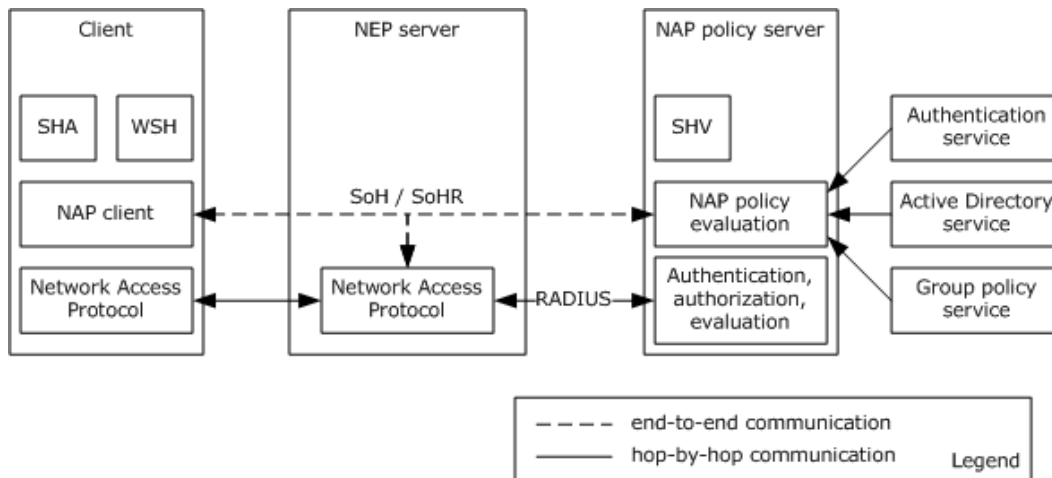 Client
NEP server
NAP policy server
SHA
WSH
SHV
Authentication
service
SoH / SoHR
NAP client
NAP policy
evaluation
Active Directory
service
Network Access
Protocol
Network Access
Protocol
RADIUS
Authentication,
authorization,
evaluation
Group policy
service
end-to-end communication
hop-by-hop communication
Legend